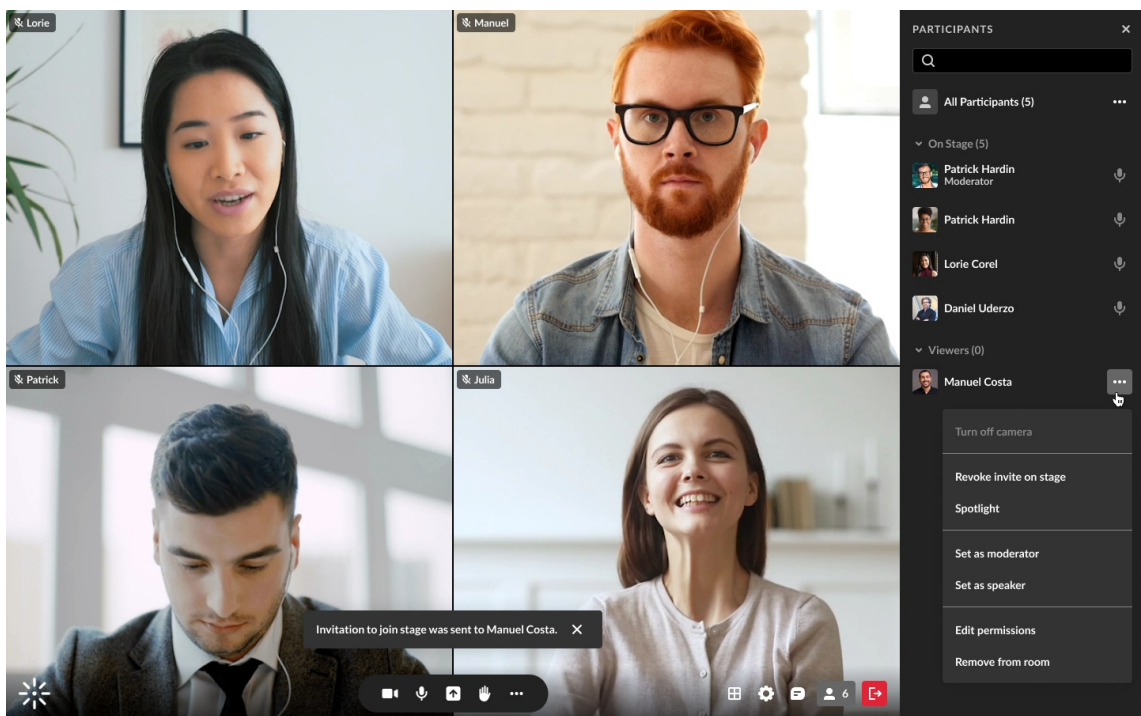 Lorie
Manuel
PARTICIPANTS
All Participants (5)
On Stage (5)
Patrick Hardin
Moderator
Patrick Hardin
Lorie Corel
Daniel Uderzo
Viewers (0)
Manuel Costa
Turn off camera
Revoke invite on stage
Spotlight
Set as moderator
Set as speaker
Edit permissions
Remove from room
Patrick
Julia
Invitation to join stage was sent to Manuel Costa.
6